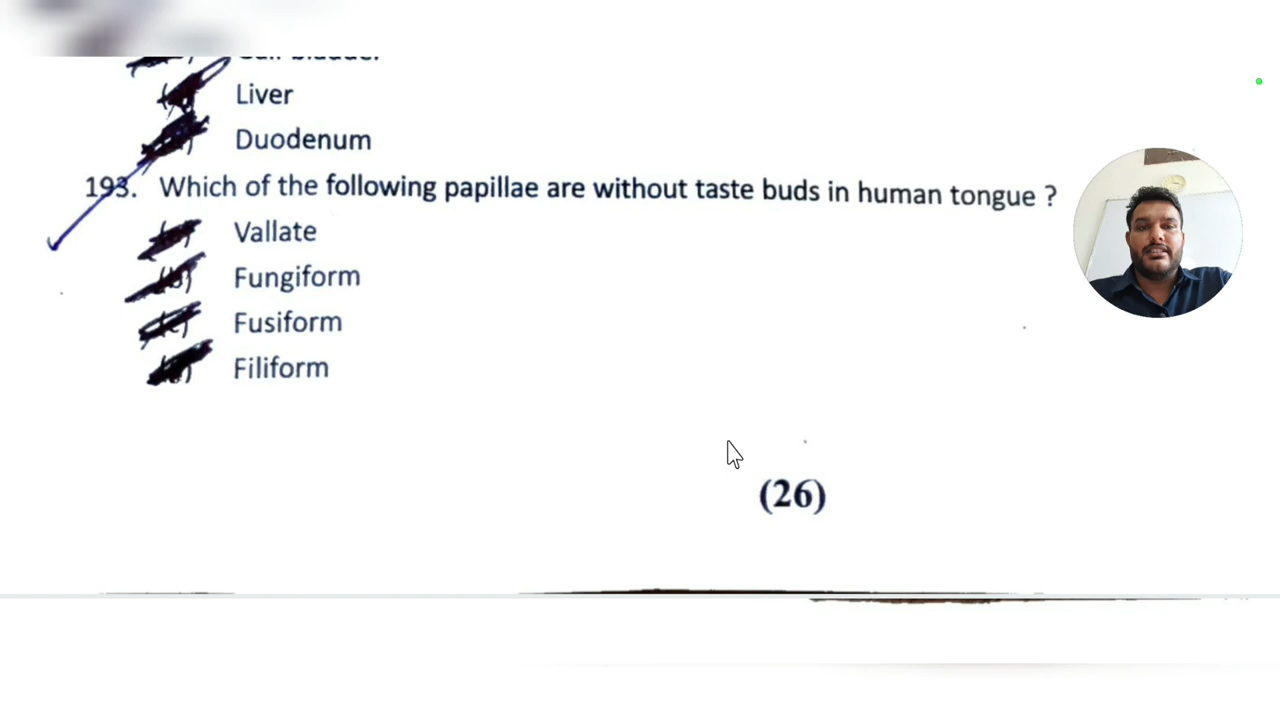 Liver
Duodenum
193. Which of the following papillae are without taste buds in human tongue ?
Vallate
(b) Fungiform
Fusiform
Filiform
(26)